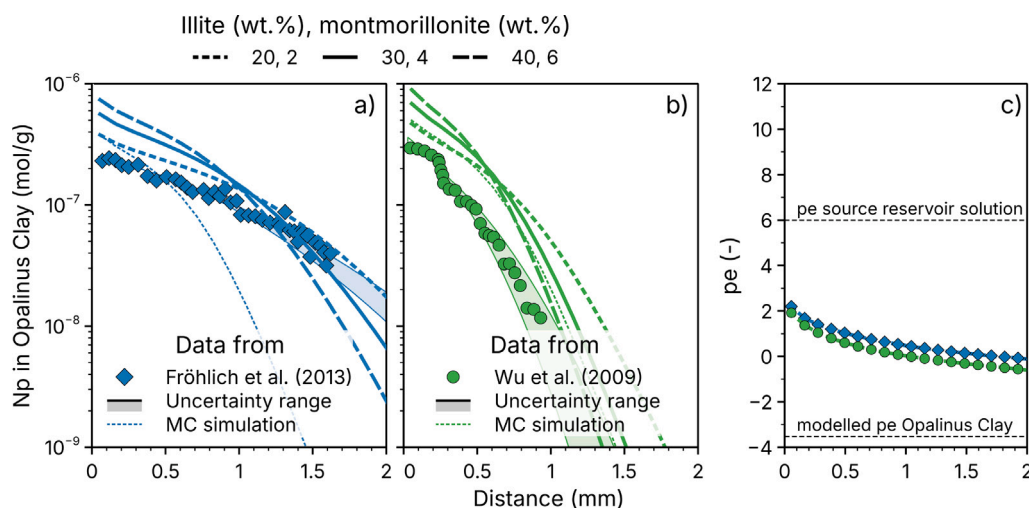 Illite (wt.%), montmorillonite (wt.%)
20, 2 30, 4 40, 6
a) b) c)
Np in Opalinus Clay (mol/g)
10⁻⁶
10⁻⁷
10⁻⁸
10⁻⁹
Data from
Fröhlich et al. (2013)
Uncertainty range
MC simulation
0 0.5 1 1.5 2
Data from
Wu et al. (2009)
Uncertainty range
MC simulation
0 0.5 1 1.5 2
Distance (mm)
pe (-)
12
10
8
6
4
2
0
−2
−4
pe source reservoir solution
modelled pe Opalinus Clay
0 0.5 1 1.5 2